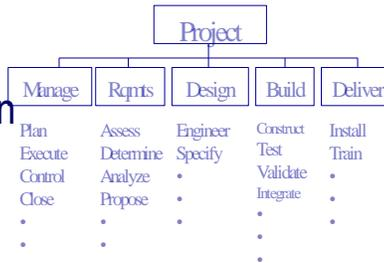 Project
Manage Rqmts Design Build Deliver
n
Plan Assess Engineer Construct Install
Execute Determine Specify Test Train
Control Analyze • Validate •
Close Propose • Integrate •
• • • • •
• • •
•